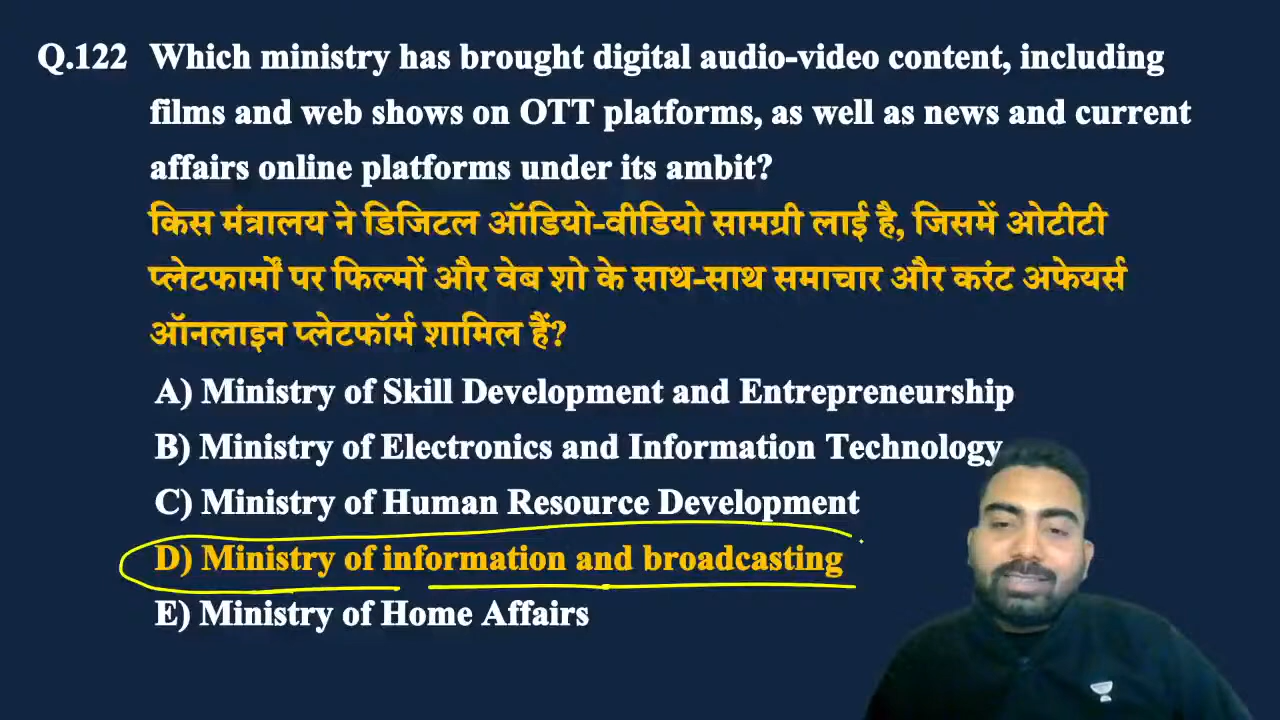 Q.122 Which ministry has brought digital audio-video content, including
films and web shows on OTT platforms, as well as news and current
affairs online platforms under its ambit?
किस मंत्रालय ने डिजिटल ऑडियो-वीडियो सामग्री लाई है, जिसमें ओटीटी
प्लेटफार्मों पर फिल्मों और वेब शो के साथ-साथ समाचार और करंट अफेयर्स
ऑनलाइन प्लेटफॉर्म शामिल हैं?
A) Ministry of Skill Development and Entrepreneurship
B) Ministry of Electronics and Information Technology
C) Ministry of Human Resource Development
D) Ministry of information and broadcasting
E) Ministry of Home Affairs